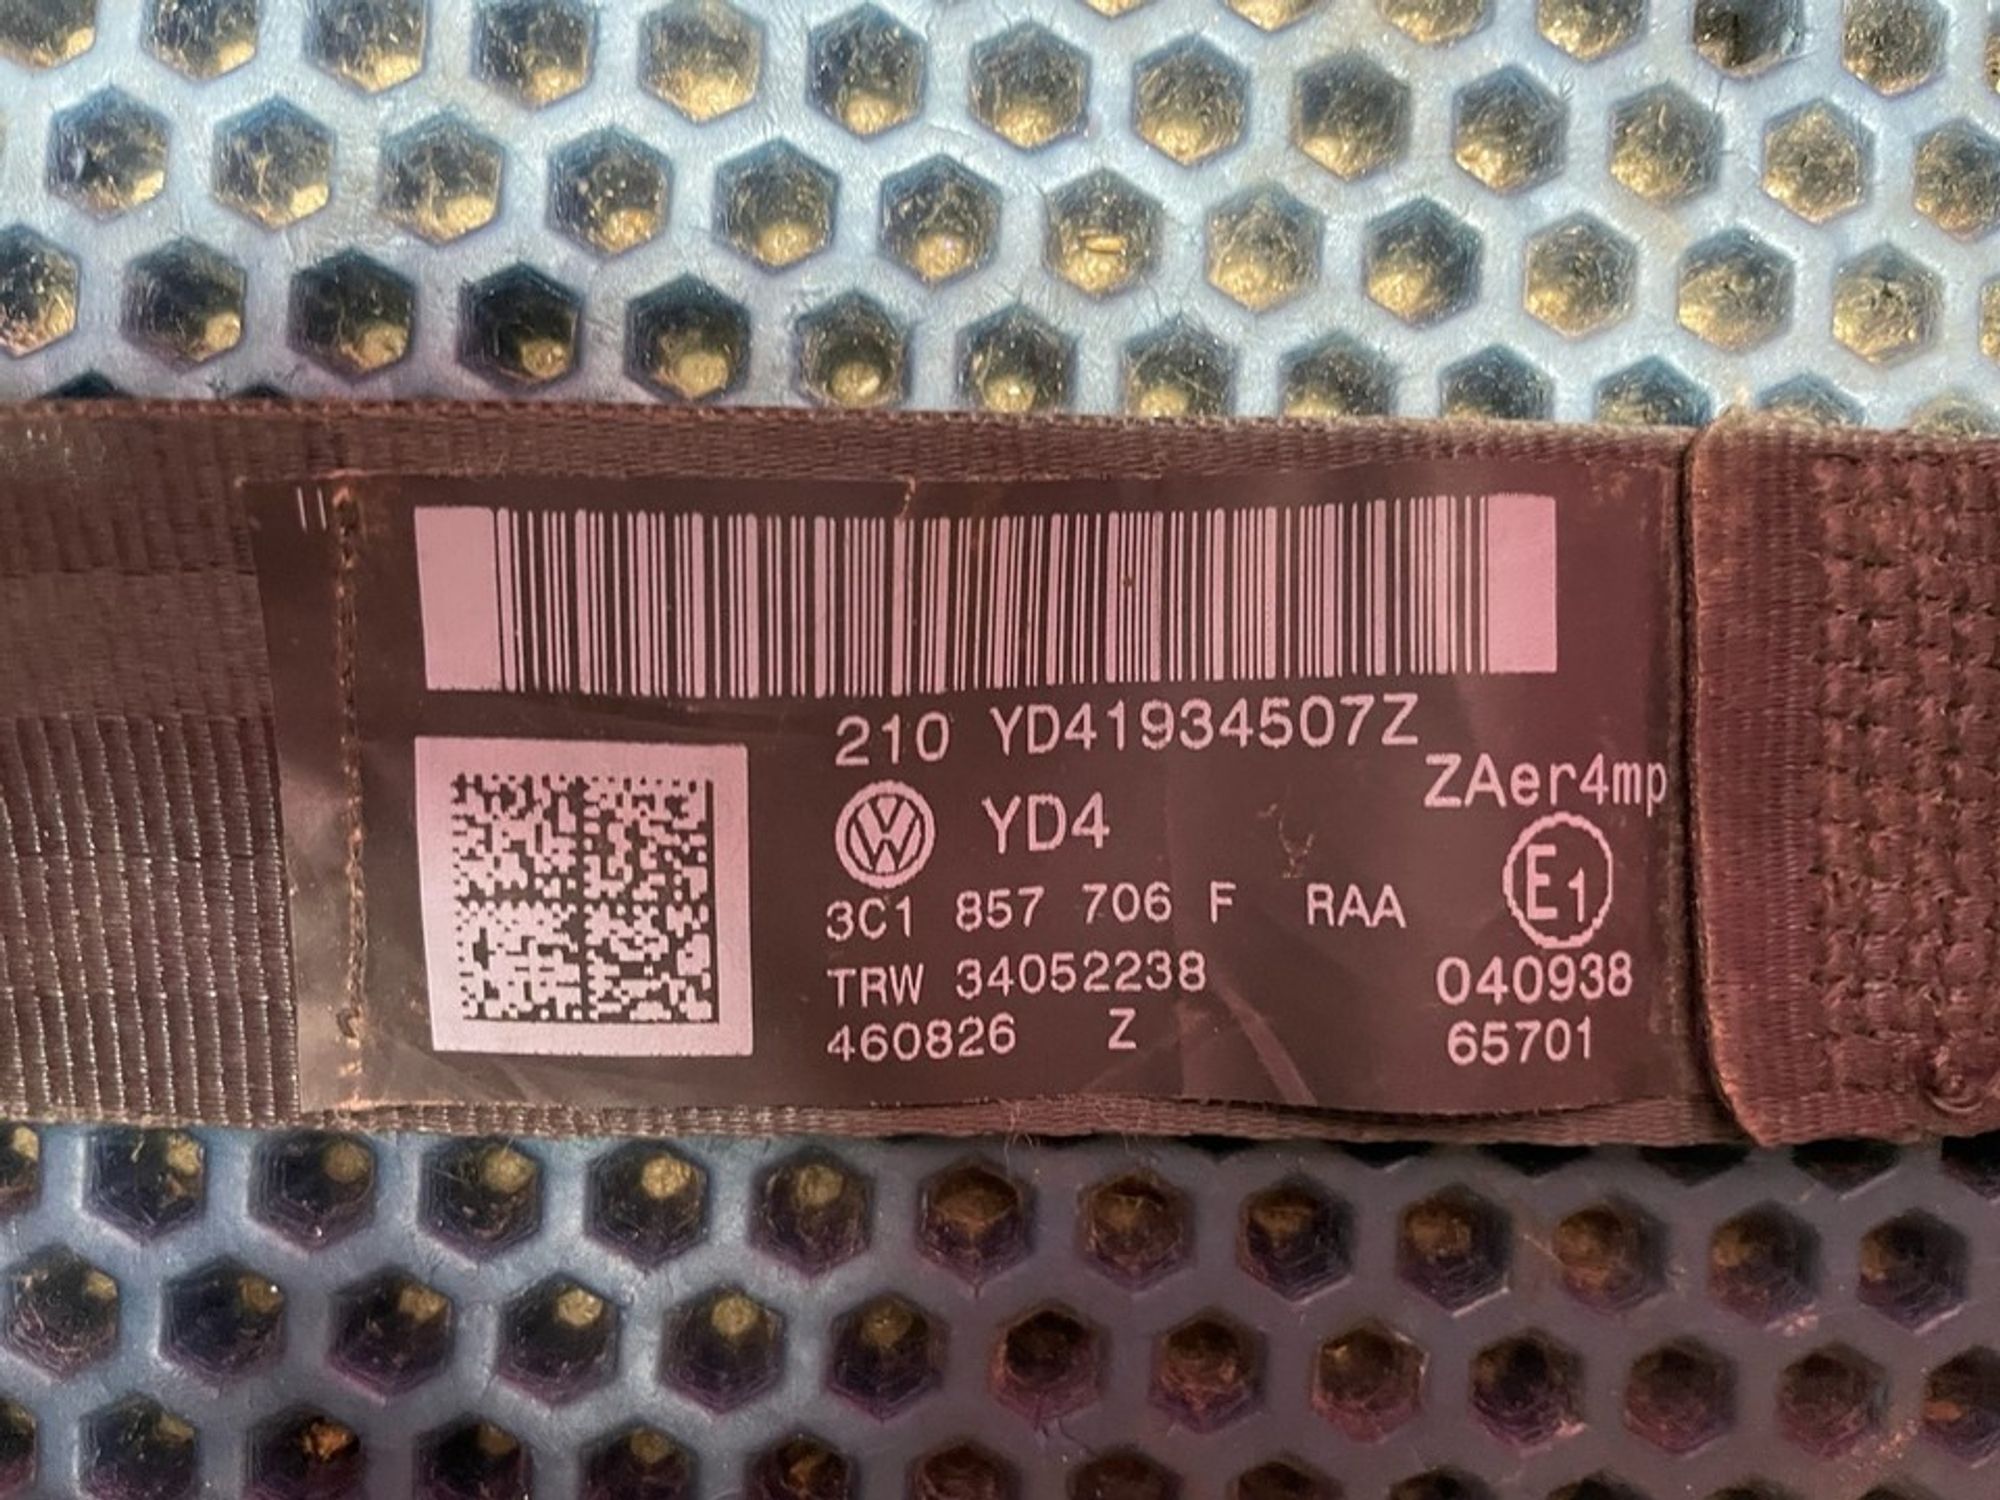 210 YD41934507Z
ZAer4mp
YD4
E1
3C1 857 706 F RAA
TRW 34052238
040938
460826 Z
65701